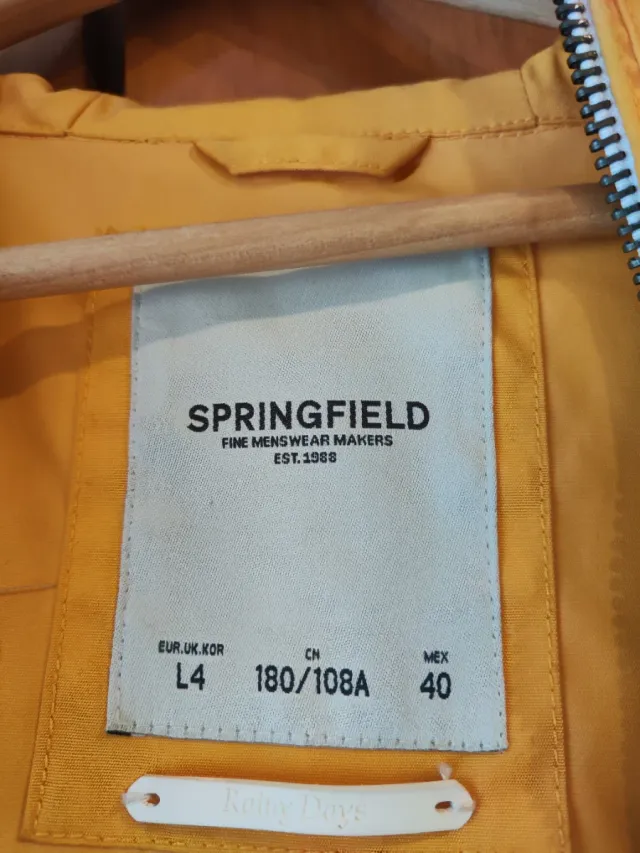 SPRINGFIELD
FINE MENSWEAR MAKERS
EST.1988
EUR.UK.KOR CN MEX
L4 180/108A 40
Rainy Days